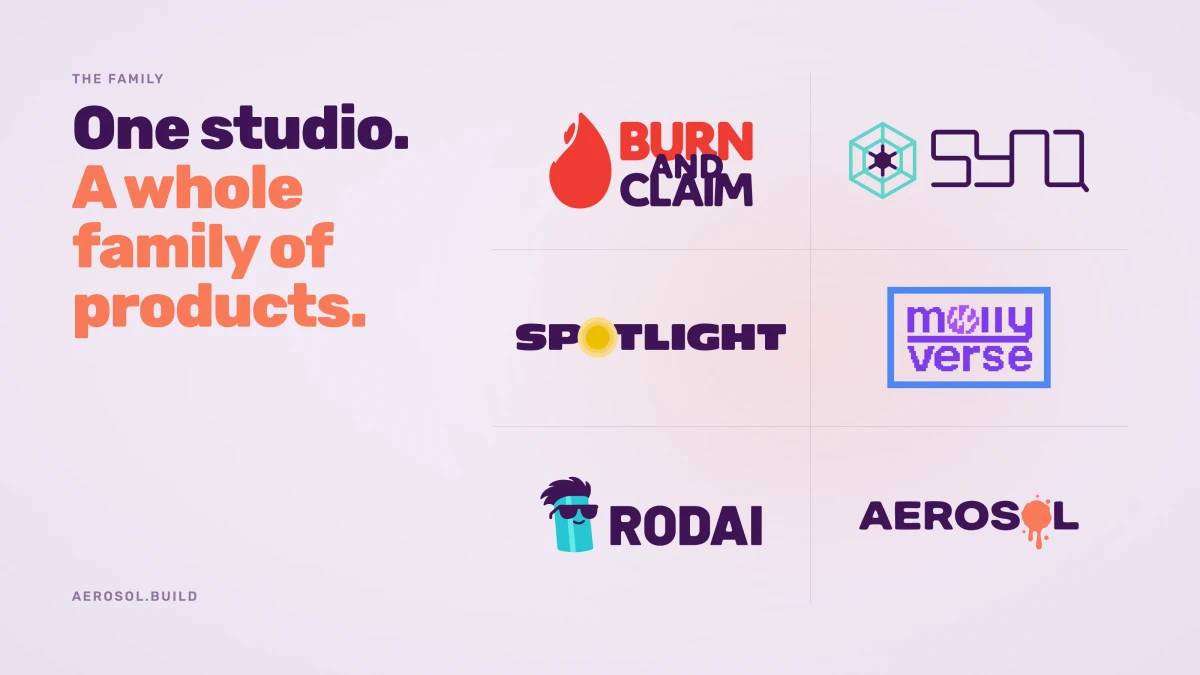 THE FAMILY
One studio.
A whole
family of
products.
BURN
AND
CLAIM
SYNQ
SPOTLIGHT
molly
verse
RODAI
AEROSOL
AEROSOL.BUILD